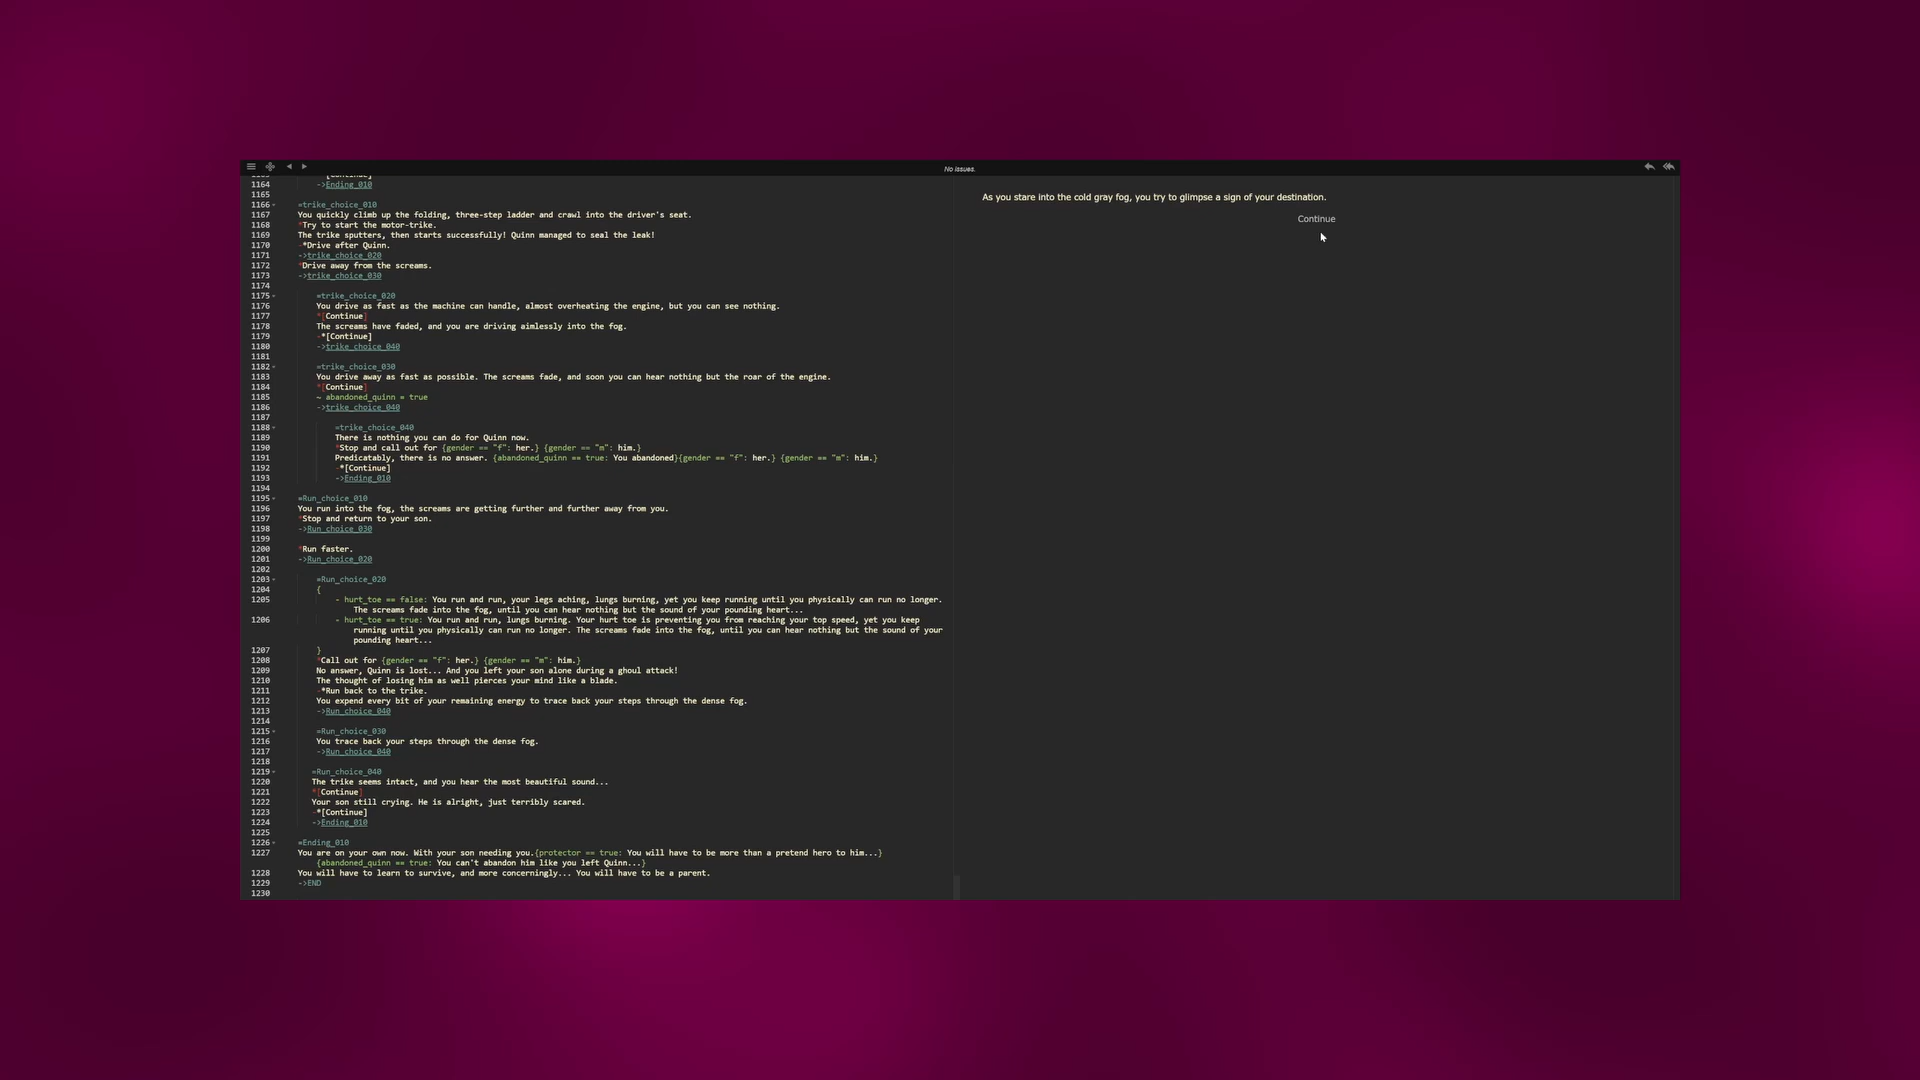 No issues.
1164 ->Ending_010
1165
1166 =trike_choice_010
1167 You quickly climb up the folding, three-step ladder and crawl into the driver's seat.
1168 *Try to start the motor-trike.
1169 The trike sputters, then starts successfully! Quinn managed to seal the leak!
1170 -*Drive after Quinn.
1171 ->trike_choice_020
1172 *Drive away from the screams.
1173 ->trike_choice_030
1174
1175 =trike_choice_020
1176 You drive as fast as the machine can handle, almost overheating the engine, but you can see nothing.
1177 *[Continue]
1178 The screams have faded, and you are driving aimlessly into the fog.
1179 -*[Continue]
1180 ->trike_choice_040
1181
1182 =trike_choice_030
1183 You drive away as fast as possible. The screams fade, and soon you can hear nothing but the roar of the engine.
1184 *[Continue]
1185 ~ abandoned_quinn = true
1186 ->trike_choice_040
1187
1188 =trike_choice_040
1189 There is nothing you can do for Quinn now.
1190 *Stop and call out for {gender == "f": her.} {gender == "m": him.}
1191 Predicatably, there is no answer. {abandoned_quinn == true: You abandoned}{gender == "f": her.} {gender == "m": him.}
1192 -*[Continue]
1193 ->Ending_010
1194
1195 =Run_choice_010
1196 You run into the fog, the screams are getting further and further away from you.
1197 *Stop and return to your son.
1198 ->Run_choice_030
1199
1200 *Run faster.
1201 ->Run_choice_020
1202
1203 =Run_choice_020
1204 {
1205 - hurt_toe == false: You run and run, your legs aching, lungs burning, yet you keep running until you physically can run no longer.
The screams fade into the fog, until you can hear nothing but the sound of your pounding heart...
1206 - hurt_toe == true: You run and run, lungs burning. Your hurt toe is preventing you from reaching your top speed, yet you keep
running until you physically can run no longer. The screams fade into the fog, until you can hear nothing but the sound of your
pounding heart...
1207 }
1208 *Call out for {gender == "f": her.} {gender == "m": him.}
1209 No answer, Quinn is lost... And you left your son alone during a ghoul attack!
1210 The thought of losing him as well pierces your mind like a blade.
1211 -*Run back to the trike.
1212 You expend every bit of your remaining energy to trace back your steps through the dense fog.
1213 ->Run_choice_040
1214
1215 =Run_choice_030
1216 You trace back your steps through the dense fog.
1217 ->Run_choice_040
1218
1219 =Run_choice_040
1220 The trike seems intact, and you hear the most beautiful sound...
1221 *[Continue]
1222 Your son still crying. He is alright, just terribly scared.
1223 -*[Continue]
1224 ->Ending_010
1225
1226 =Ending_010
1227 You are on your own now. With your son needing you.{protector == true: You will have to be more than a pretend hero to him...}
{abandoned_quinn == true: You can't abandon him like you left Quinn...}
1228 You will have to learn to survive, and more concerningly... You will have to be a parent.
1229 ->END
1230
As you stare into the cold gray fog, you try to glimpse a sign of your destination.
Continue